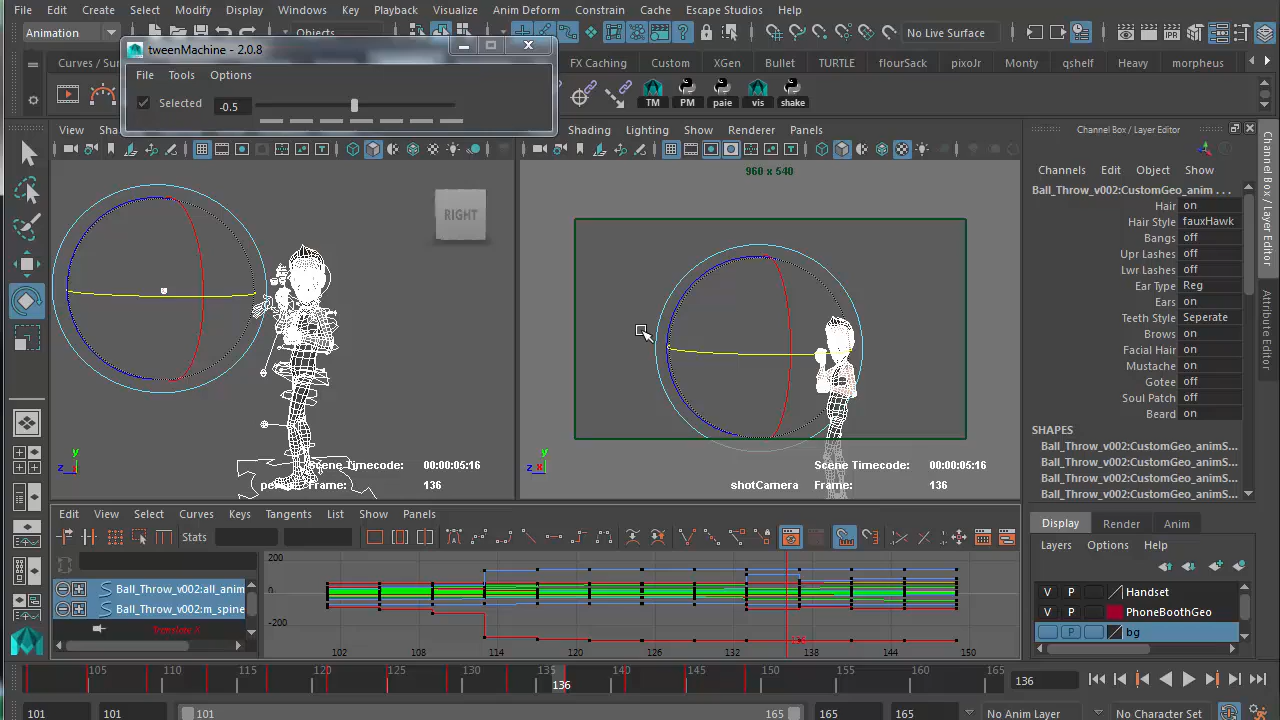 File Edit Create Select Modify Display Windows Key Playback Visualize Anim Deform Constrain Cache Escape Studios Help
Animation
Objects
No Live Surface
tweenMachine - 2.0.8
File Tools Options
Selected -0.5
Curves / Su
FX Caching Custom XGen Bullet TURTLE flourSack pixoJr Monty qshelf Heavy morpheus
TM PM paie vis shake
View Sha
Shading Lighting Show Renderer Panels
RIGHT
Scene Timecode: 00:00:05:16
Frame: 136
960 x 540
Scene Timecode: 00:00:05:16
shotCamera Frame: 136
Channel Box / Layer Editor
Channels Edit Object Show
Ball_Throw_v002:CustomGeo_anim . . .
Hair on
Hair Style fauxHawk
Bangs off
Upr Lashes off
Lwr Lashes off
Ear Type Reg
Ears on
Teeth Style Seperate
Brows on
Facial Hair on
Mustache on
Gotee off
Soul Patch off
Beard on
SHAPES
Ball_Throw_v002:CustomGeo_animS...
Ball_Throw_v002:CustomGeo_animS...
Ball_Throw_v002:CustomGeo_animS...
Ball_Throw_v002:CustomGeo_animS...
Display Render Anim
Layers Options Help
V P Handset
V P PhoneBoothGeo
P bg
Channel Box / Layer Editor
Attribute Editor
Edit View Select Curves Keys Tangents List Show Panels
Stats
Ball_Throw_v002:all_anim
Ball_Throw_v002:m_spine
Translate X
200
0
-200
102 108 114 120 126 132 138 144 150
105 110 115 120 125 130 135 140 145 150 155 160 165
136
136
101 101 101 165 165 165 No Anim Layer No Character Set